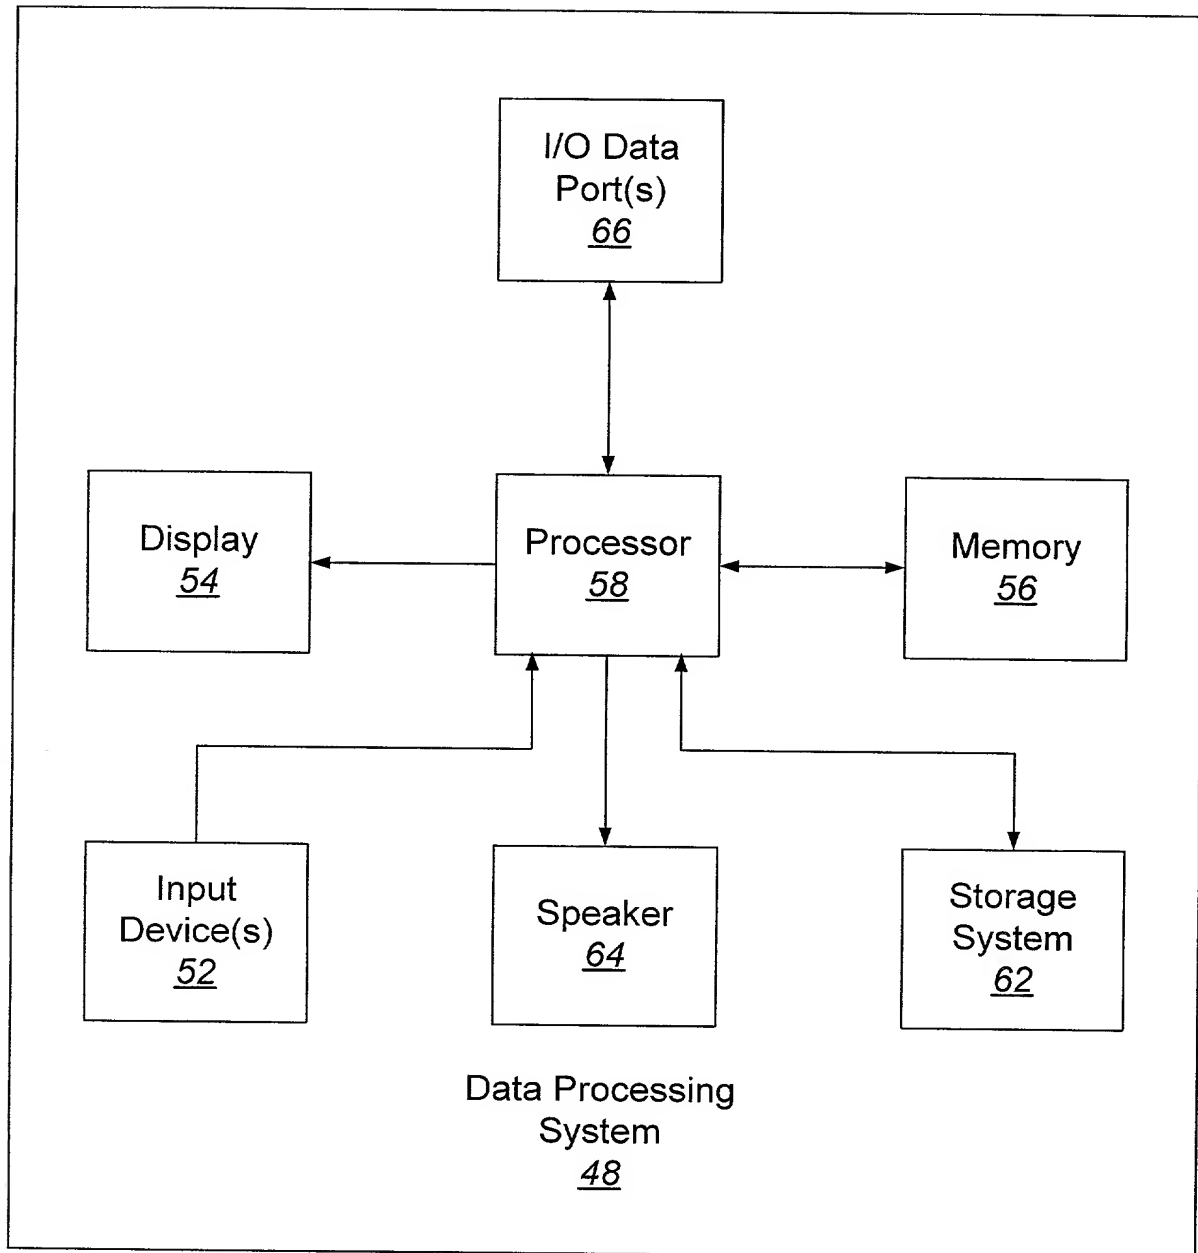 I/O Data
Port(s)
66
Display
54
Processor
58
Memory
56
Input
Device(s)
52
Speaker
64
Storage
System
62
Data Processing
System
48